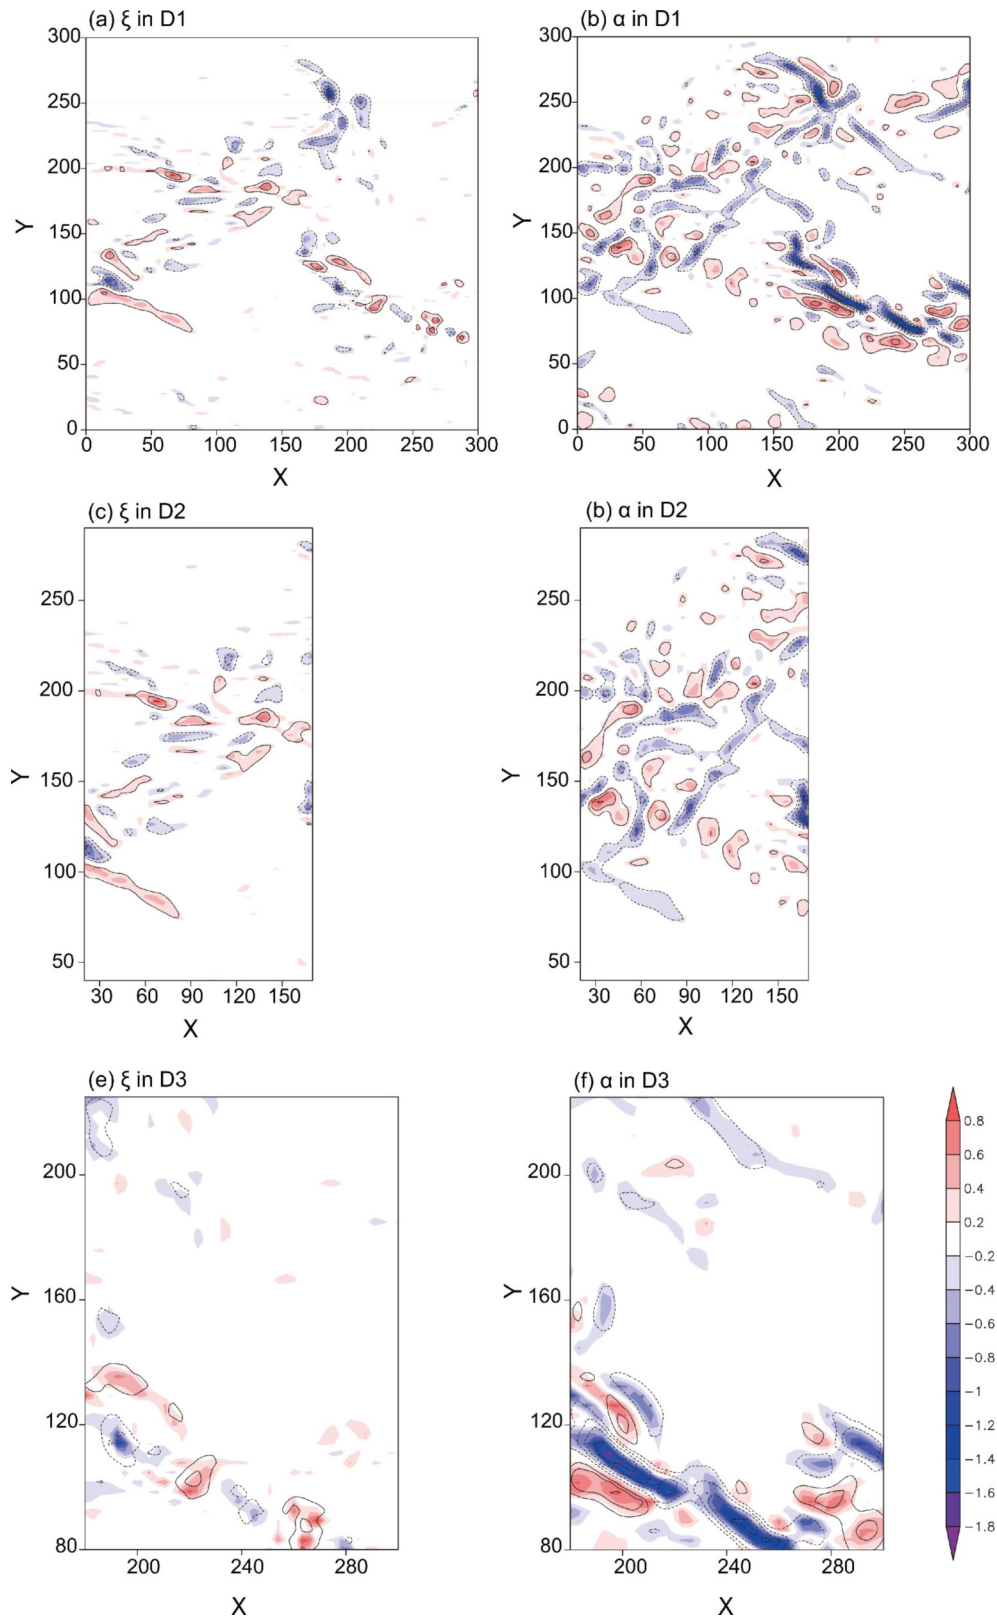 (a) ξ in D1
(b) α in D1
300
250
200
150
100
50
0
Y
0 50 100 150 200 250 300
X
300
250
200
150
100
50
0
Y
0 50 100 150 200 250 300
X
(c) ξ in D2
(b) α in D2
250
200
150
100
50
Y
30 60 90 120 150
X
250
200
150
100
50
Y
30 60 90 120 150
X
(e) ξ in D3
(f) α in D3
200
160
120
80
Y
200 240 280
X
200
160
120
80
Y
200 240 280
X
0.8
0.6
0.4
0.2
−0.2
−0.4
−0.6
−0.8
−1
−1.2
−1.4
−1.6
−1.8